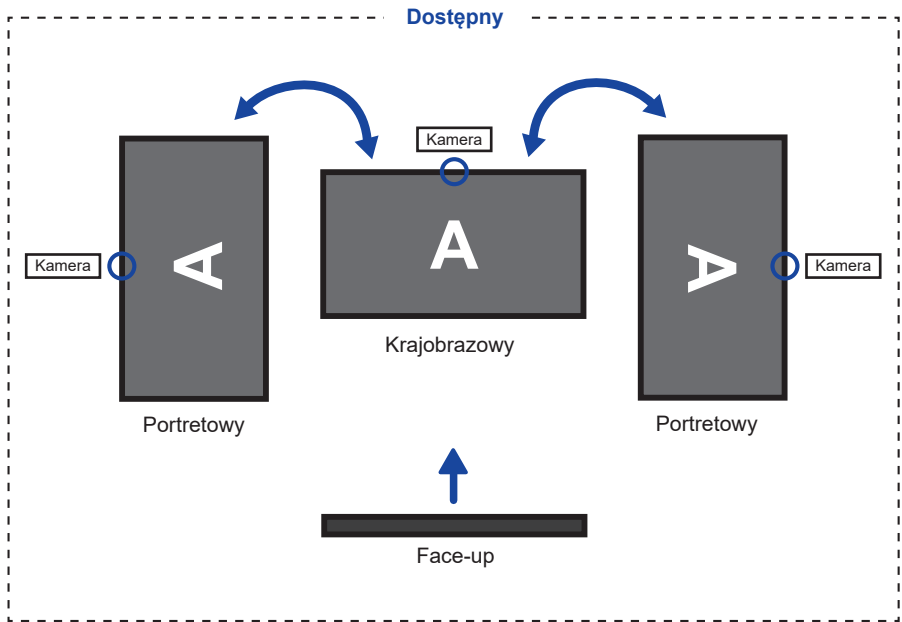 Dostępny
Kamera
Kamera
A
A
A
Kamera
Krajobrazowy
Portretowy
Portretowy
Face-up